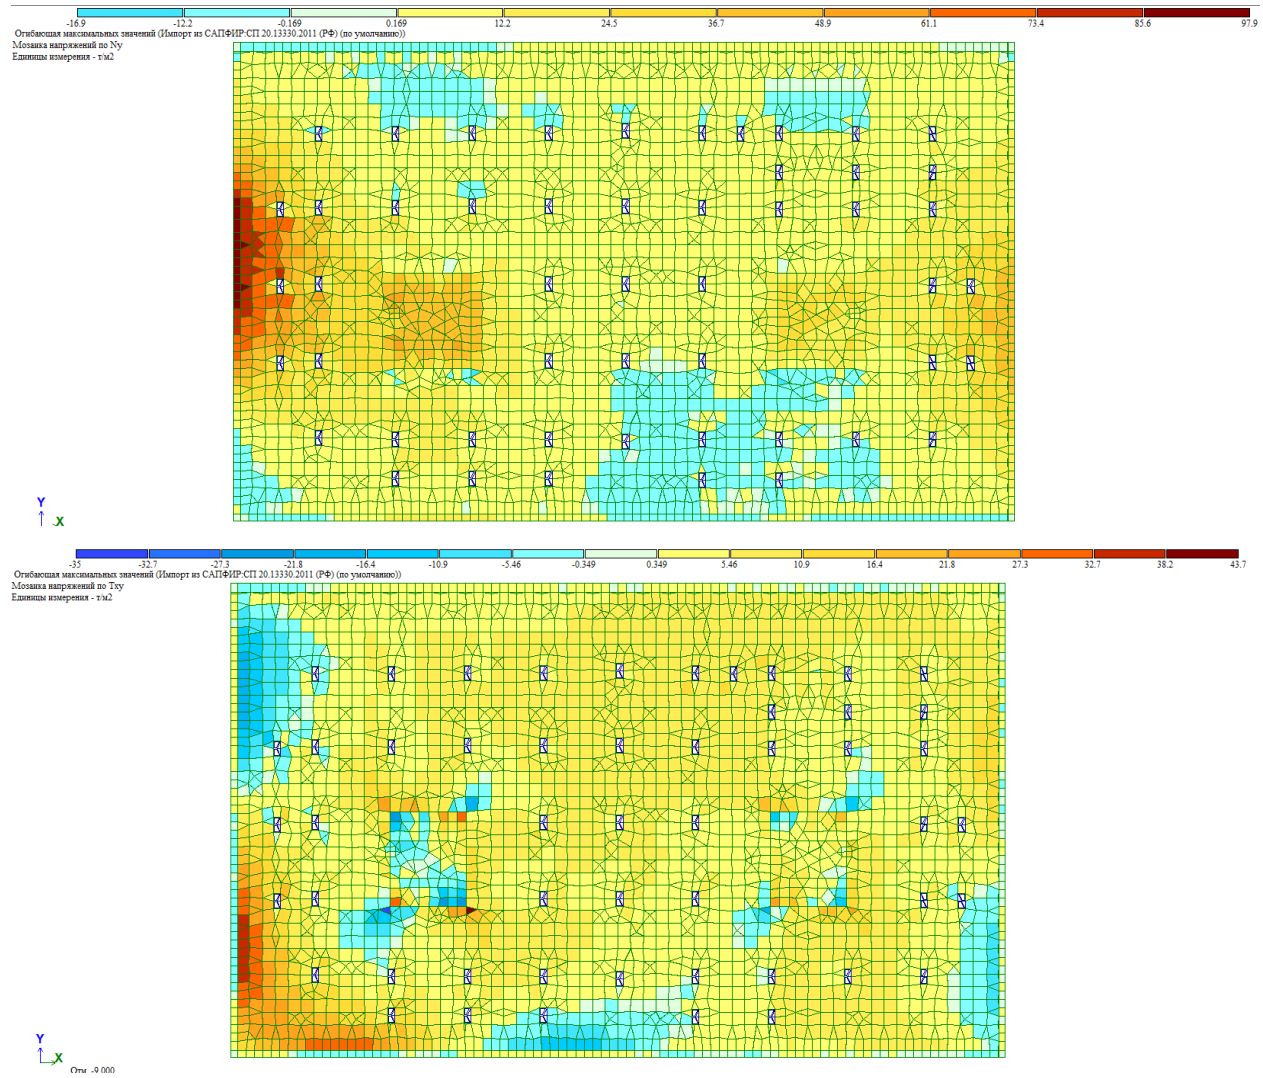 -16.9 -12.2 -0.169 0.169 12.2 24.5 36.7 48.9 61.1 73.4 85.6 97.9
Огибающая максимальных значений (Импорт из САПФИР:СП 20.13330.2011 (РФ) (по умолчанию))
Мозаика напряжений по Ny
Единицы измерения - т/м2
Y
X
-35 -32.7 -27.3 -21.8 -16.4 -10.9 -5.46 -0.349 0.349 5.46 10.9 16.4 21.8 27.3 32.7 38.2 43.7
Огибающая максимальных значений (Импорт из САПФИР:СП 20.13330.2011 (РФ) (по умолчанию))
Мозаика напряжений по Txy
Единицы измерения - т/м2
Y
X
Отм. -9.000